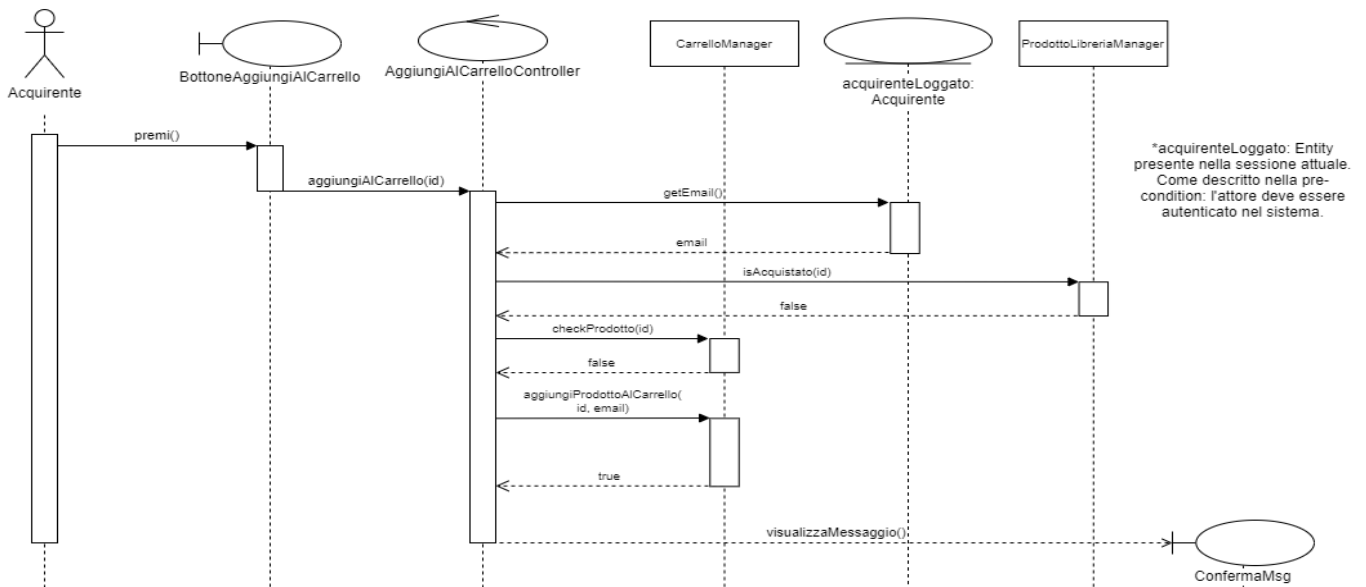 Acquirente
BottoneAggiungiAlCarrello
AggiungiAlCarrelloController
CarrelloManager
acquirenteLoggato:
Acquirente
ProdottoLibreriaManager
*acquirenteLoggato: Entity
presente nella sessione attuale.
Come descritto nella pre-
condition: l'attore deve essere
autenticato nel sistema.
premi()
aggiungiAlCarrello(id)
getEmail()
email
isAcquistato(id)
false
checkProdotto(id)
false
aggiungiProdottoAlCarrello(
id, email)
true
visualizzaMessaggio()
ConfermaMsg